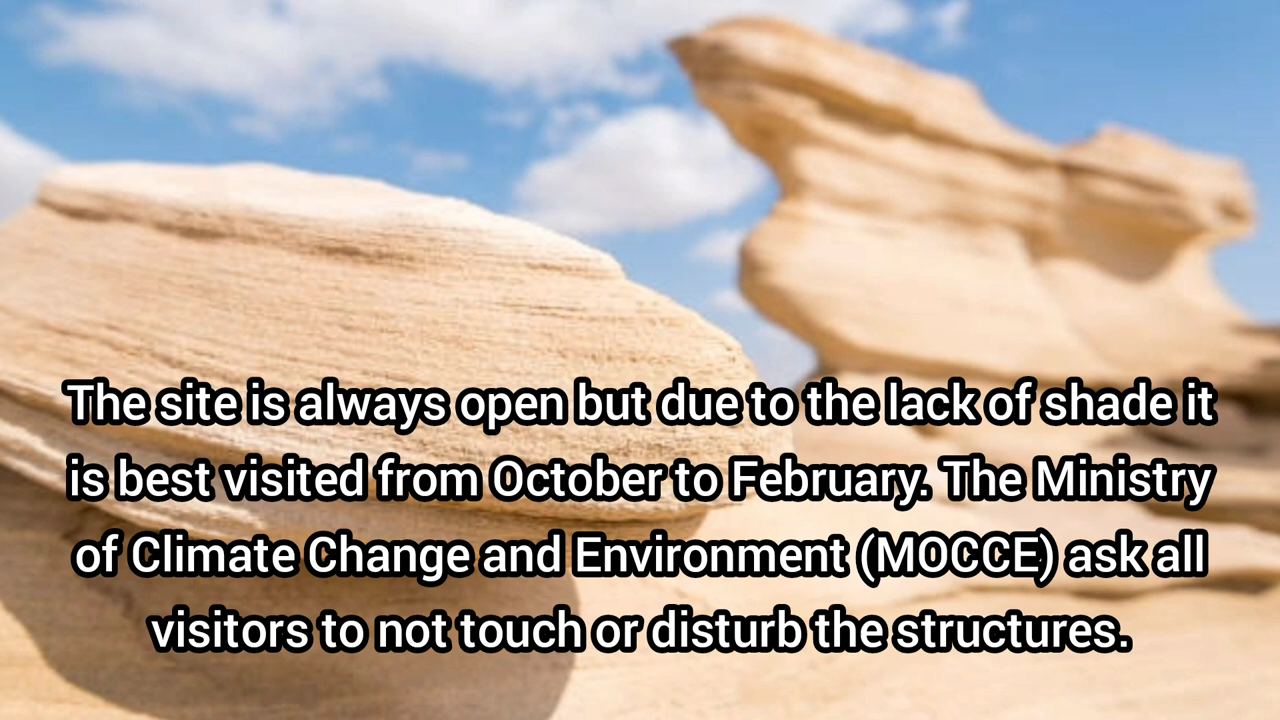 The site is always open but due to the lack of shade it
is best visited from October to February. The Ministry
of Climate Change and Environment (MOCCE) ask all
visitors to not touch or disturb the structures.